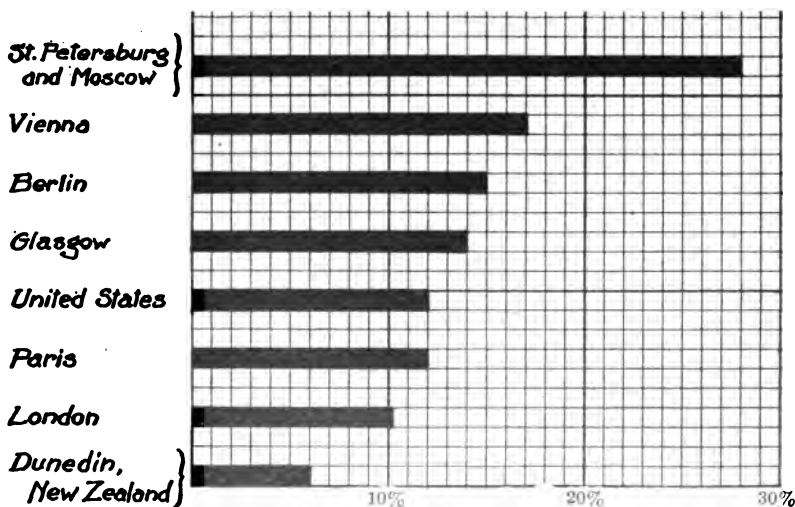 St. Petersburg
and Moscow
Vienna
Berlin
Glasgow
United States
Paris
London
Dunedin,
New Zealand
10% 20% 30%